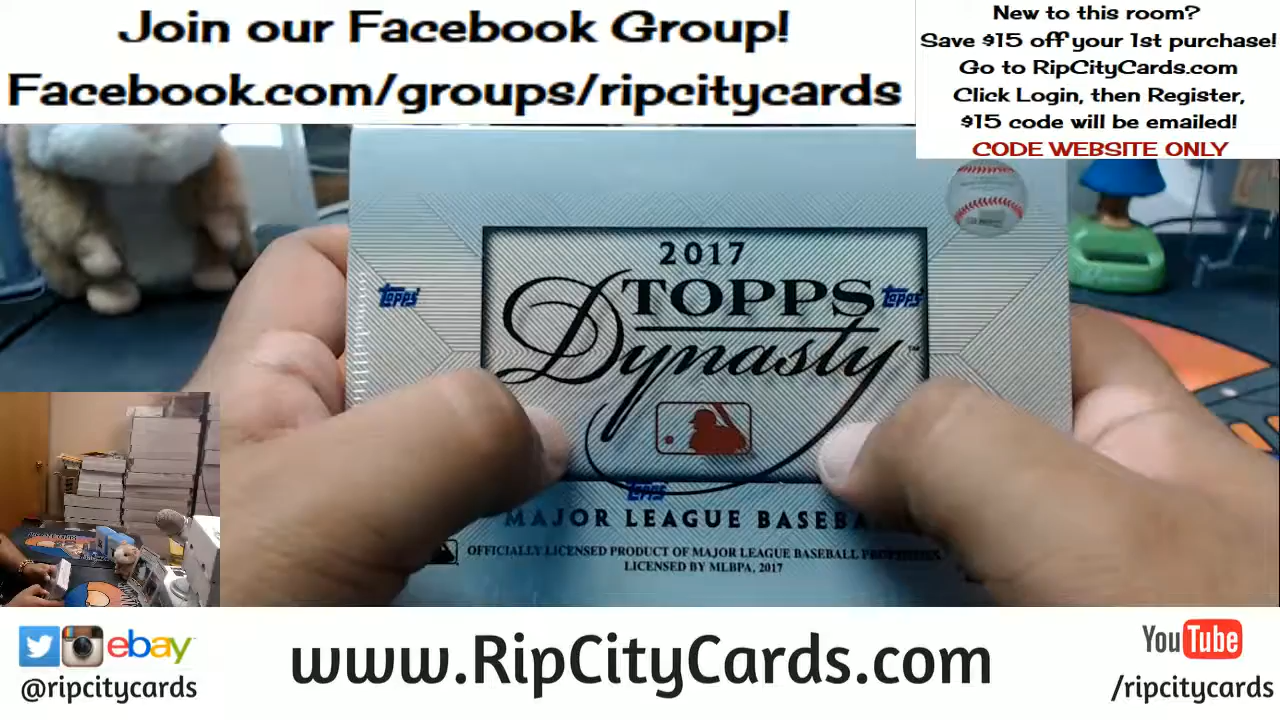 Join our Facebook Group!
Facebook.com/groups/ripcitycards
New to this room?
Save $15 off your 1st purchase!
Go to RipCityCards.com
Click Login, then Register,
$15 code will be emailed!
CODE WEBSITE ONLY
2017
TOPPS
Dynasty™
Topps
Topps
Topps
MAJOR LEAGUE
OFFICIALLY LICENSED PRODUCT OF MAJOR LEAGUE BASEBALL
LICENSED BY MLBPA, 2017
ebay
@ripcitycards
www.RipCityCards.com
YouTube
/ripcitycards